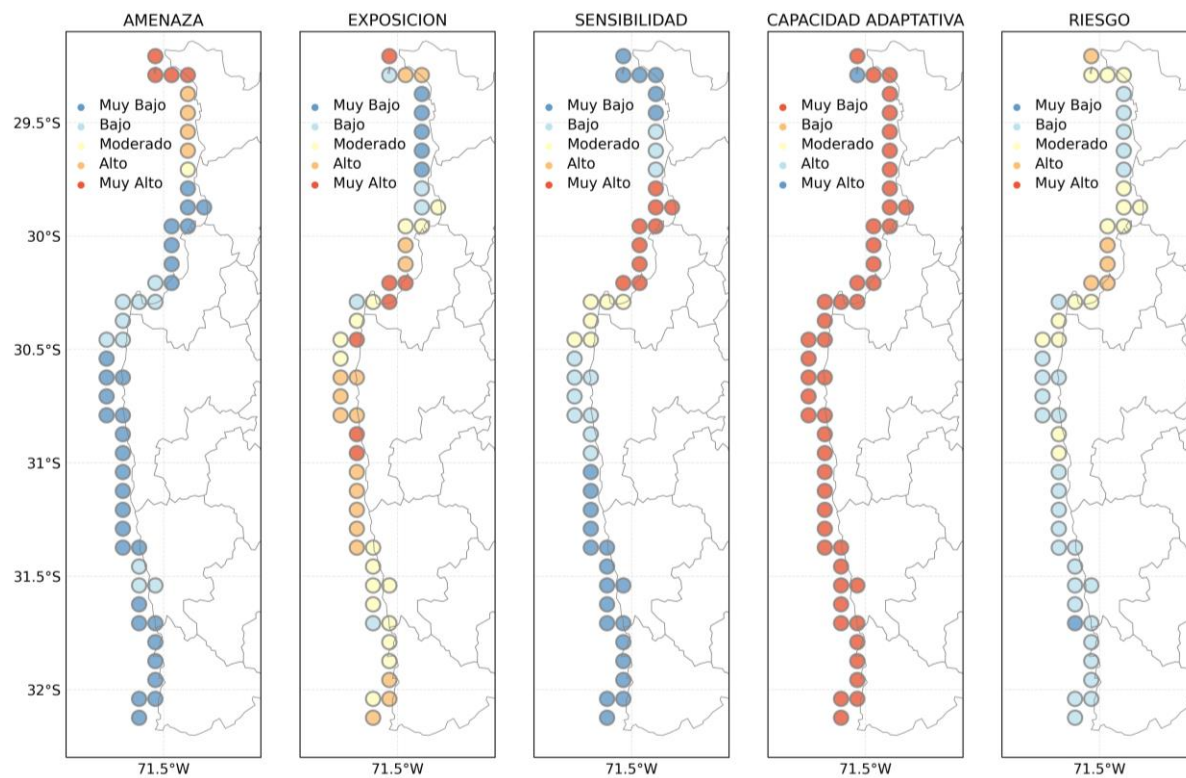 AMENAZA
EXPOSICION
SENSIBILIDAD
CAPACIDAD ADAPTATIVA
RIESGO
29.5°S
30°S
30.5°S
31°S
31.5°S
32°S
Muy Bajo
Bajo
Moderado
Alto
Muy Alto
Muy Bajo
Bajo
Moderado
Alto
Muy Alto
Muy Bajo
Bajo
Moderado
Alto
Muy Alto
Muy Bajo
Bajo
Moderado
Alto
Muy Alto
Muy Bajo
Bajo
Moderado
Alto
Muy Alto
71.5°W
71.5°W
71.5°W
71.5°W
71.5°W